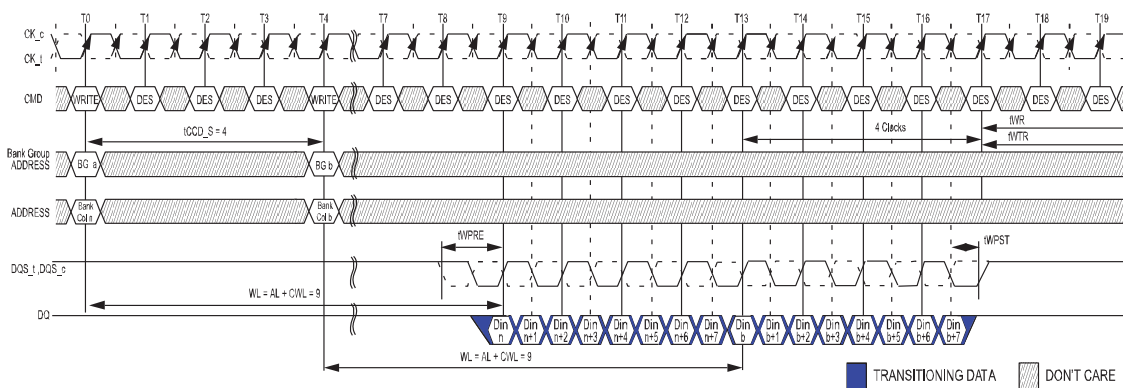 T0 T1 T2 T3 T4 T7 T8 T9 T10 T11 T12 T13 T14 T15 T16 T17 T18 T19
CK_c
CK_t
CMD WRITE DES DES DES WRITE DES DES DES DES DES DES DES DES DES DES DES DES DES
tCCD_S = 4
4 Clocks
tWR
tWTR
Bank Group
ADDRESS
BG a
BG b
ADDRESS
Bank
Col n
Bank
Col b
tWPRE
tWPST
DQS_t ,DQS_c
WL = AL + CWL = 9
DQ
Din Din Din Din Din Din Din Din Din Din Din Din Din Din Din Din
n n+1 n+2 n+3 n+4 n+5 n+6 n+7 b b+1 b+2 b+3 b+4 b+5 b+6 b+7
WL = AL + CWL = 9
TRANSITIONING DATA
DON'T CARE